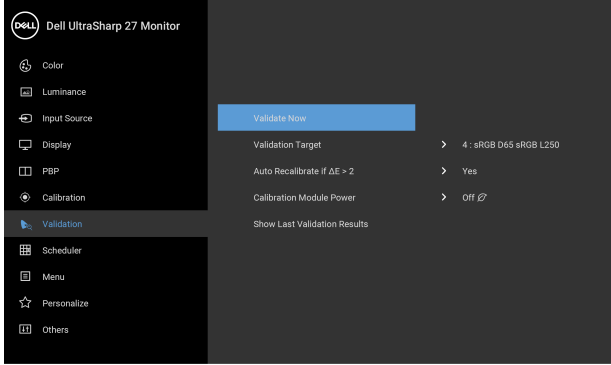 DELL Dell UltraSharp 27 Monitor
Color
Luminance
Input Source
Validate Now
Display
Validation Target 4 : sRGB D65 sRGB L250
PBP
Auto Recalibrate if ΔE > 2 Yes
Calibration
Calibration Module Power Off
Validation
Show Last Validation Results
Scheduler
Menu
Personalize
Others